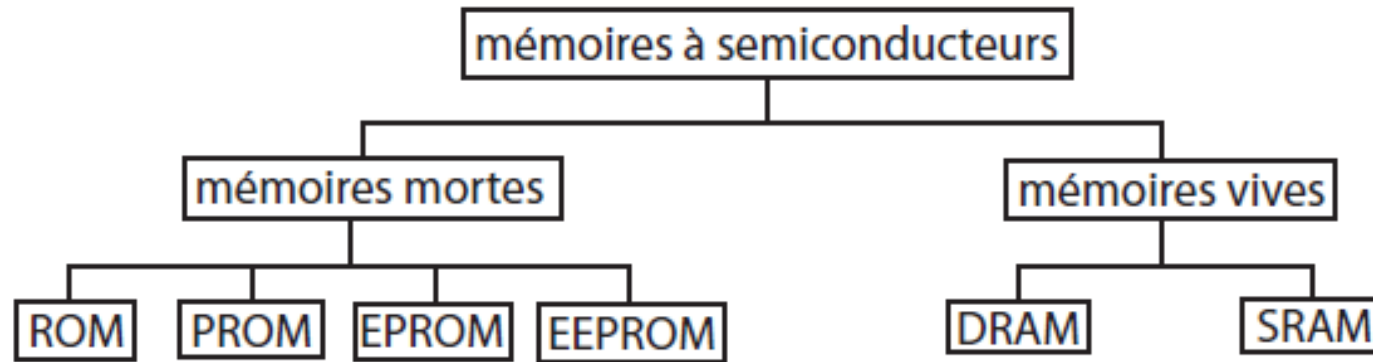 mémoires à semiconducteurs
mémoires mortes
mémoires vives
ROM
PROM
EPROM
EEPROM
DRAM
SRAM